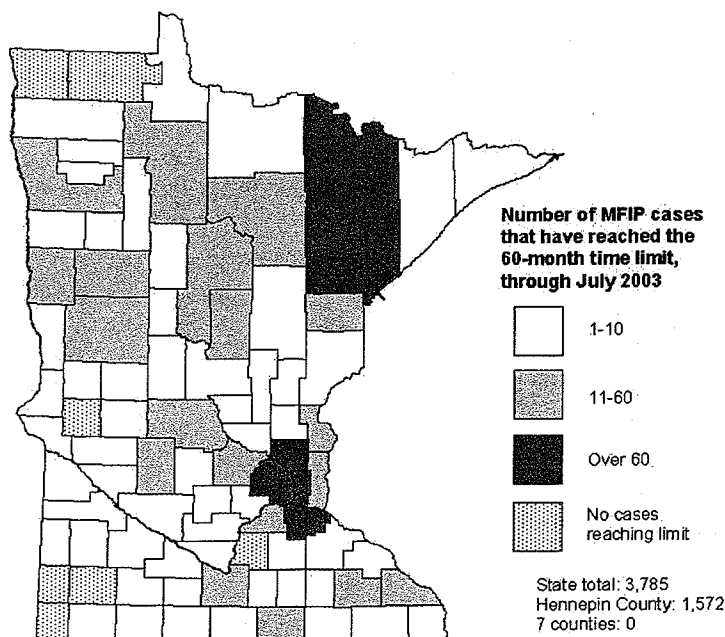 Number of MFIP cases
that have reached the
60-month time limit,
through July 2003
1-10
11-60
Over 60
No cases
reaching limit
State total: 3,785
Hennepin County: 1,572
7 counties: 0